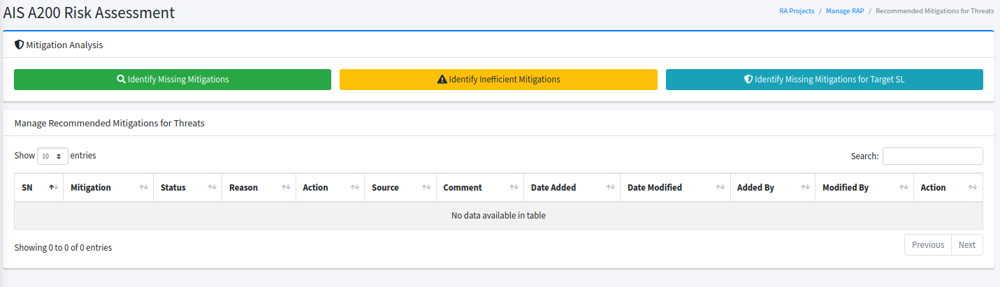 AIS A200 Risk Assessment
RA Projects / Manage RAP / Recommended Mitigations for Threats
Mitigation Analysis
Identify Missing Mitigations
Identify Inefficient Mitigations
Identify Missing Mitigations for Target SL
Manage Recommended Mitigations for Threats
Show 10 entries
Search:
SN Mitigation Status Reason Action Source Comment Date Added Date Modified Added By Modified By Action
No data available in table
Showing 0 to 0 of 0 entries
Previous Next